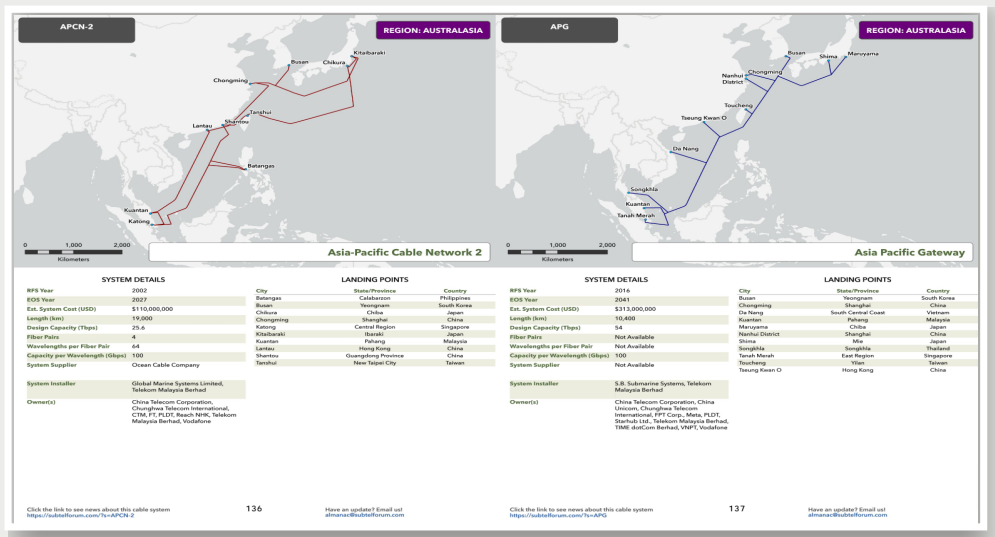 APCN-2
REGION: AUSTRALASIA
Kitaibaraki
Busan
Chikura
Chongming
Tanshui
Lantau
Shantou
Batangas
Kuantan
Katong
0 1,000 2,000
Kilometers
Asia-Pacific Cable Network 2
SYSTEM DETAILS
RFS Year 2002
EOS Year 2027
Est. System Cost (USD) $110,000,000
Length (km) 19,000
Design Capacity (Tbps) 25.6
Fiber Pairs 4
Wavelengths per Fiber Pair 64
Capacity per Wavelength (Gbps) 100
System Supplier Ocean Cable Company
System Installer Global Marine Systems Limited,
Telekom Malaysia Berhad
Owner(s) China Telecom Corporation,
Chunghwa Telecom International,
CTM, FT, PLDT, Reach NHK, Telekom
Malaysia Berhad, Vodafone
LANDING POINTS
City State/Province Country
Batangas Calabarzon Philippines
Busan Yeongnam South Korea
Chikura Chiba Japan
Chongming Shanghai China
Katong Central Region Singapore
Kitaibaraki Ibaraki Japan
Kuantan Pahang Malaysia
Lantau Hong Kong China
Shantou Guangdong Province China
Tanshui New Taipei City Taiwan
Click the link to see news about this cable system
https://subtelforum.com/?s=APCN-2
136
Have an update? Email us!
almanac@subtelforum.com
APG
REGION: AUSTRALASIA
Busan
Shima
Maruyama
Chongming
Nanhui
District
Toucheng
Tseung Kwan O
Da Nang
Songkhla
Kuantan
Tanah Merah
0 1,000 2,000
Kilometers
Asia Pacific Gateway
SYSTEM DETAILS
RFS Year 2016
EOS Year 2041
Est. System Cost (USD) $313,000,000
Length (km) 10,400
Design Capacity (Tbps) 54
Fiber Pairs Not Available
Wavelengths per Fiber Pair Not Available
Capacity per Wavelength (Gbps) 100
System Supplier Not Available
System Installer S.B. Submarine Systems, Telekom
Malaysia Berhad
Owner(s) China Telecom Corporation, China
Unicom, Chunghwa Telecom
International, FPT Corp., Meta, PLDT,
Starhub Ltd., Telekom Malaysia Berhad,
TIME dotCom Berhad, VNPT, Vodafone
LANDING POINTS
City State/Province Country
Busan Yeongnam South Korea
Chongming Shanghai China
Da Nang South Central Coast Vietnam
Kuantan Pahang Malaysia
Maruyama Chiba Japan
Nanhui District Shanghai China
Shima Mie Japan
Songkhla Songkhla Thailand
Tanah Merah East Region Singapore
Toucheng Yilan Taiwan
Tseung Kwan O Hong Kong China
Click the link to see news about this cable system
https://subtelforum.com/?s=APG
137
Have an update? Email us!
almanac@subtelforum.com